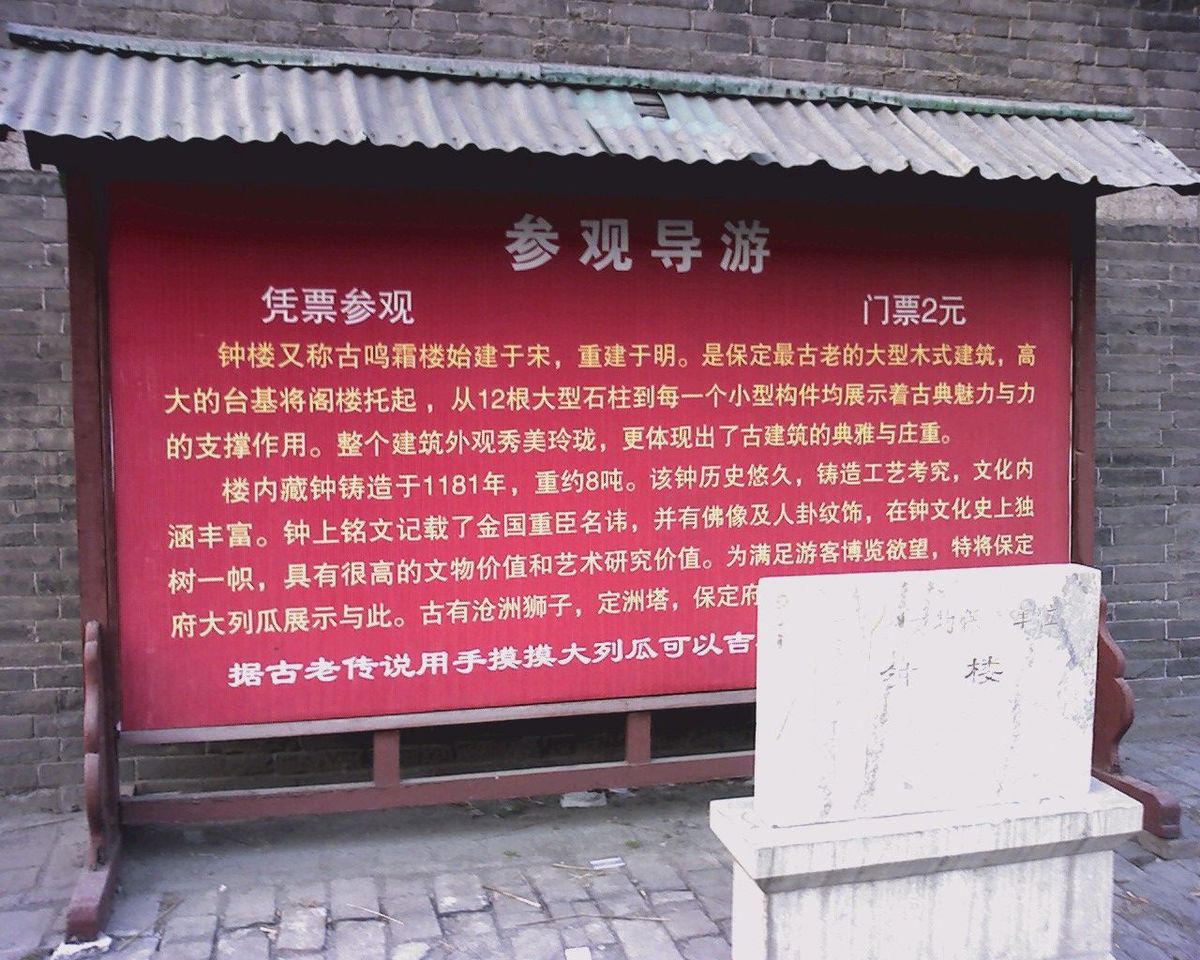 参观导游
凭票参观 门票2元
钟楼又称古鸣霜楼始建于宋，重建于明。是保定最古老的大型木式建筑，高
大的台基将阁楼托起，从12根大型石柱到每一个小型构件均展示着古典魅力与力
的支撑作用。整个建筑外观秀美玲珑，更体现出了古建筑的典雅与庄重。
楼内藏钟铸造于1181年，重约8吨。该钟历史悠久，铸造工艺考究，文化内
涵丰富。钟上铭文记载了金国重臣名讳，并有佛像及人卦纹饰，在钟文化史上独
树一帜，具有很高的文物价值和艺术研究价值。为满足游客博览欲望，特将保定
府大列瓜展示与此。古有沧洲狮子，定洲塔，保定府
据古老传说用手摸摸大列瓜可以吉
单位
钟楼